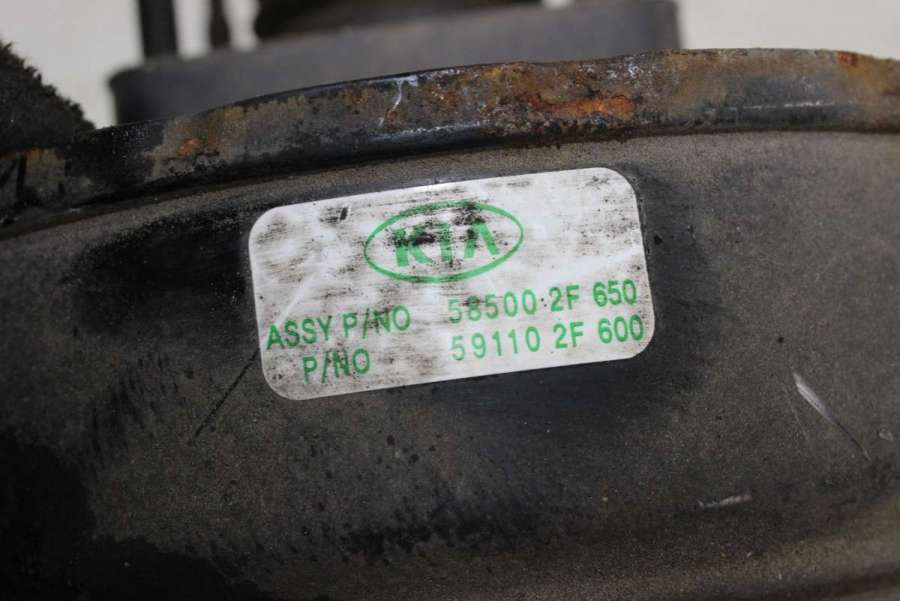 KIA
ASSY P/NO 58500 2F 650
P/NO 59110 2F 600